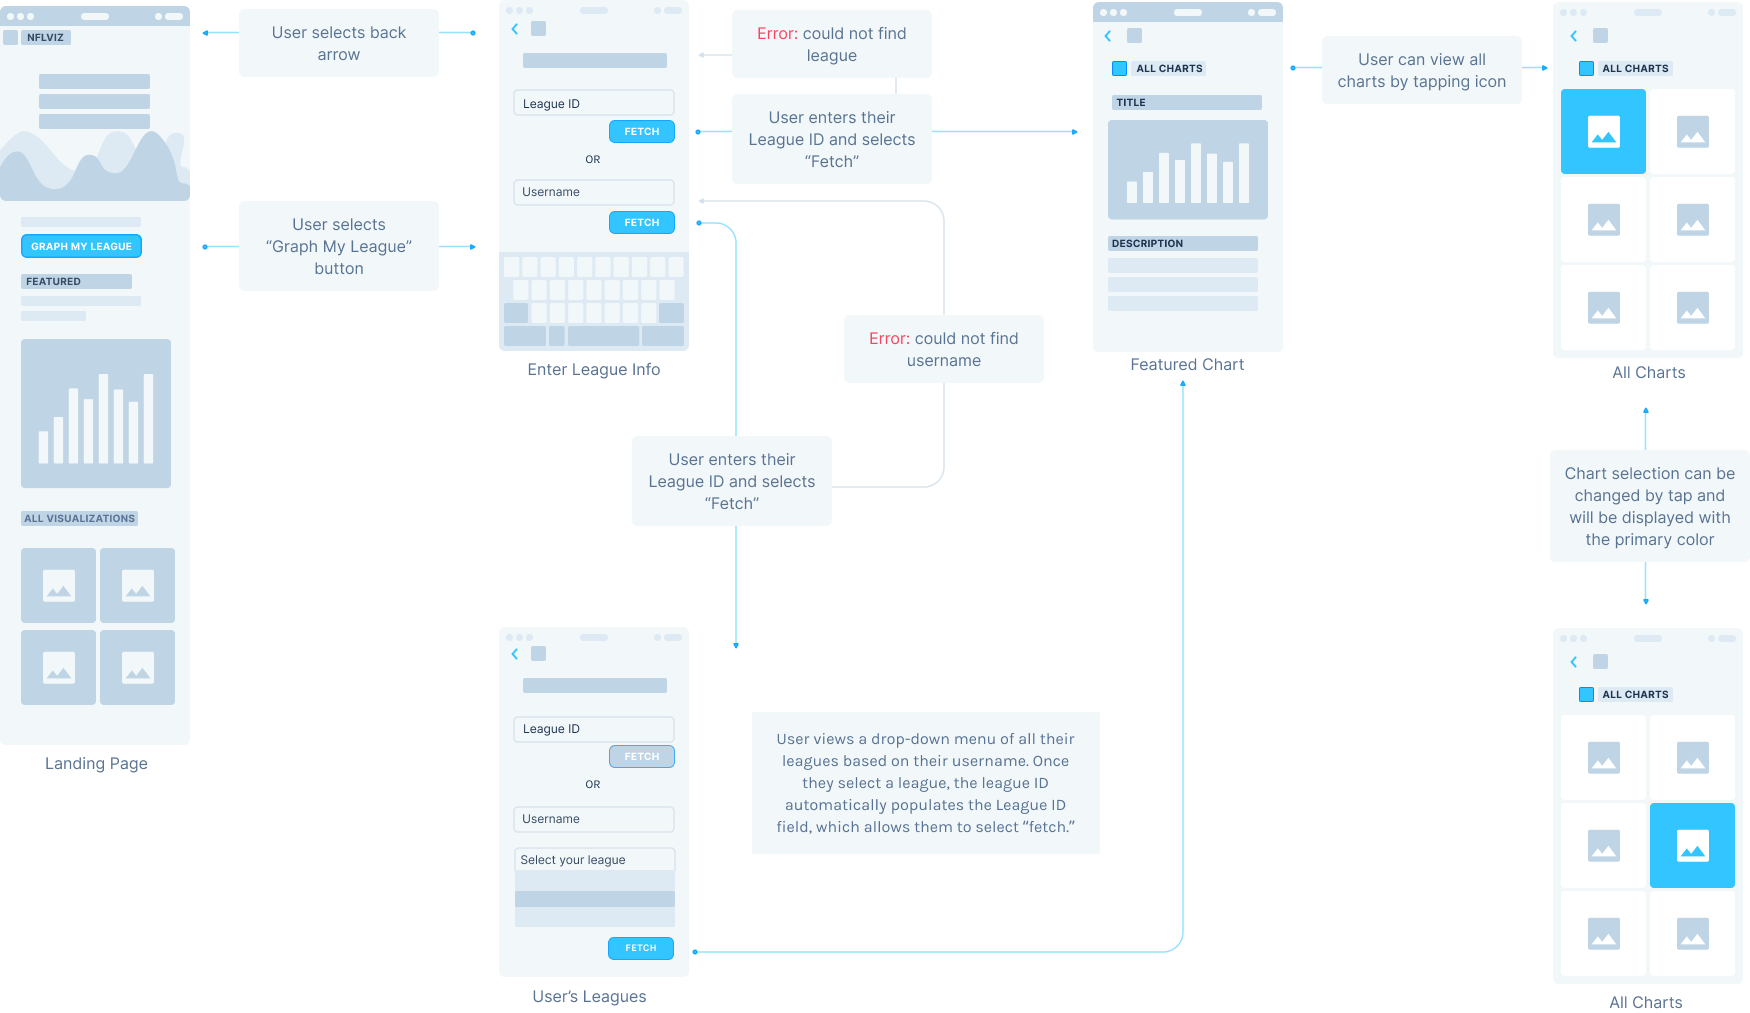 NFLVIZ
GRAPH MY LEAGUE
FEATURED
ALL VISUALIZATIONS
Landing Page
User selects back
arrow
User selects
“Graph My League”
button
League ID
FETCH
OR
Username
FETCH
Enter League Info
Error: could not find
league
User enters their
League ID and selects
“Fetch”
Error: could not find
username
User enters their
League ID and selects
“Fetch”
League ID
FETCH
OR
Username
Select your league
FETCH
User’s Leagues
User views a drop-down menu of all their
leagues based on their username. Once
they select a league, the league ID
automatically populates the League ID
field, which allows them to select “fetch.”
ALL CHARTS
TITLE
DESCRIPTION
Featured Chart
User can view all
charts by tapping icon
ALL CHARTS
All Charts
Chart selection can be
changed by tap and
will be displayed with
the primary color
ALL CHARTS
All Charts